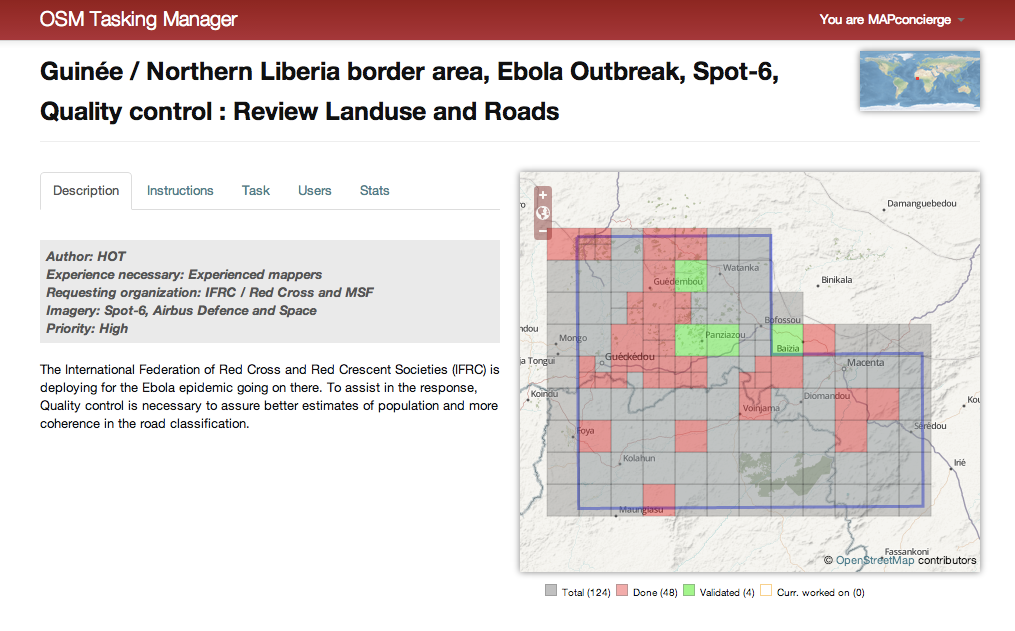 OSM Tasking Manager
You are MAPconcierge
Guinée / Northern Liberia border area, Ebola Outbreak, Spot-6,
Quality control : Review Landuse and Roads
Description
Instructions
Task
Users
Stats
Author: HOT
Experience necessary: Experienced mappers
Requesting organization: IFRC / Red Cross and MSF
Imagery: Spot-6, Airbus Defence and Space
Priority: High
The International Federation of Red Cross and Red Crescent Societies (IFRC) is
deploying for the Ebola epidemic going on there. To assist in the response,
Quality control is necessary to assure better estimates of population and more
coherence in the road classification.
+
−
Damanguebedou
Watanka
Guédembou
Binikala
Bofossou
ndou
Mongo
Panziazou
Baïzia
a Tongui
Guéckédou
Macenta
Koindu
Diomandou
Kou
Voinjama
Foya
Sérédou
Kolahun
Irié
Maungiasu
Fassankoni
© OpenStreetMap contributors
Total (124)
Done (48)
Validated (4)
Curr. worked on (0)